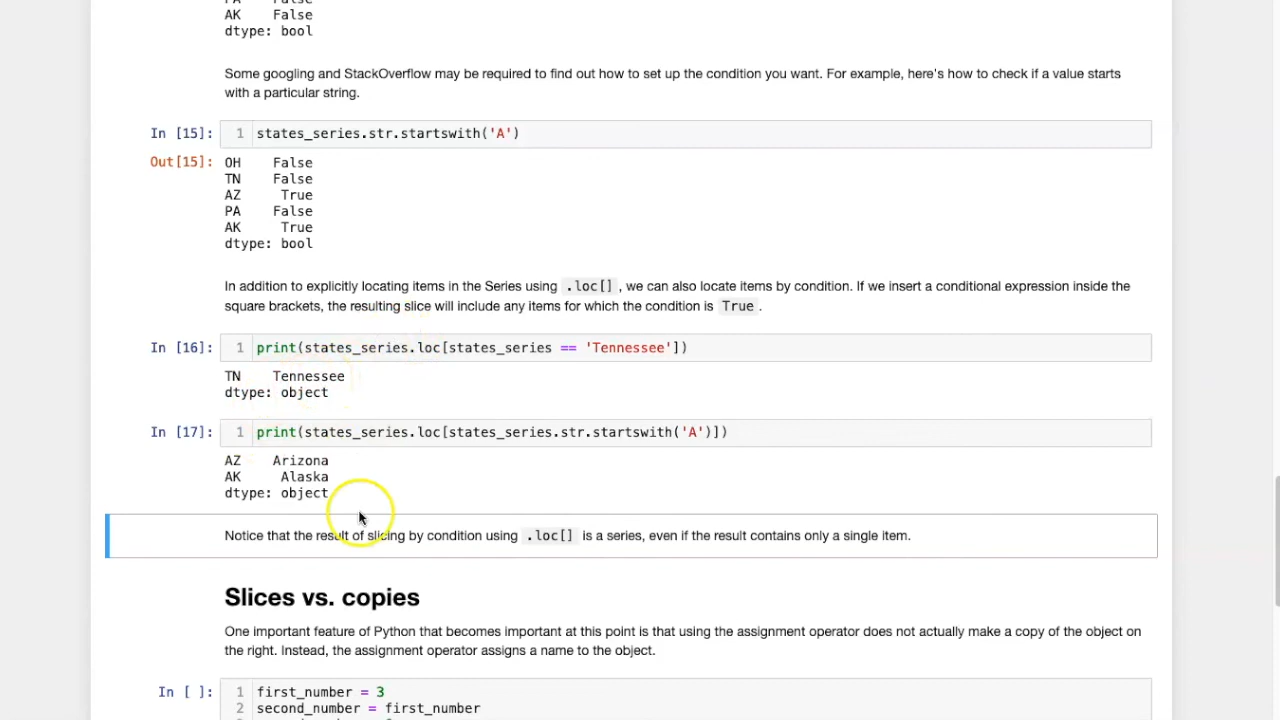 AK    False
dtype: bool
Some googling and StackOverflow may be required to find out how to set up the condition you want. For example, here's how to check if a value starts
with a particular string.
In [15]: 1 states_series.str.startswith('A')
Out[15]: OH    False
TN    False
AZ     True
PA    False
AK     True
dtype: bool
In addition to explicitly locating items in the Series using .loc[] , we can also locate items by condition. If we insert a conditional expression inside the
square brackets, the resulting slice will include any items for which the condition is True .
In [16]: 1 print(states_series.loc[states_series == 'Tennessee'])
TN    Tennessee
dtype: object
In [17]: 1 print(states_series.loc[states_series.str.startswith('A')])
AZ    Arizona
AK     Alaska
dtype: object
Notice that the result of slicing by condition using .loc[] is a series, even if the result contains only a single item.
Slices vs. copies
One important feature of Python that becomes important at this point is that using the assignment operator does not actually make a copy of the object on
the right. Instead, the assignment operator assigns a name to the object.
In [ ]: 1 first_number = 3
2 second_number = first_number